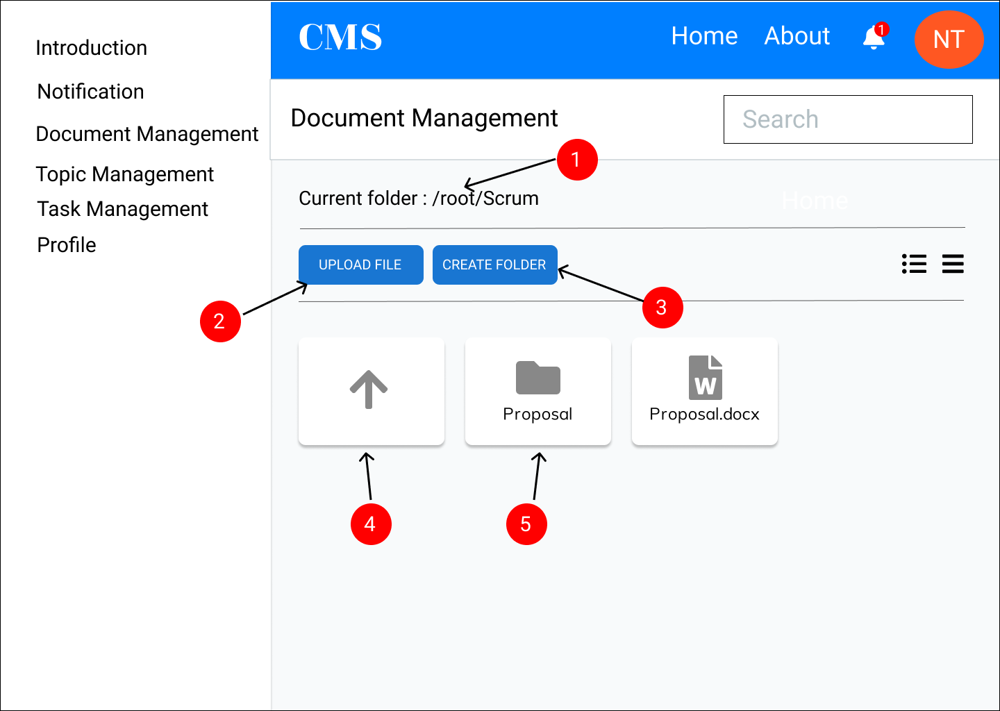 Introduction
Notification
Document Management
Topic Management
Task Management
Profile
CMS
Home
About
1
NT
Document Management
Search
1
Current folder : /root/Scrum
Home
UPLOAD FILE
CREATE FOLDER
2
3
Proposal
W
Proposal.docx
4
5